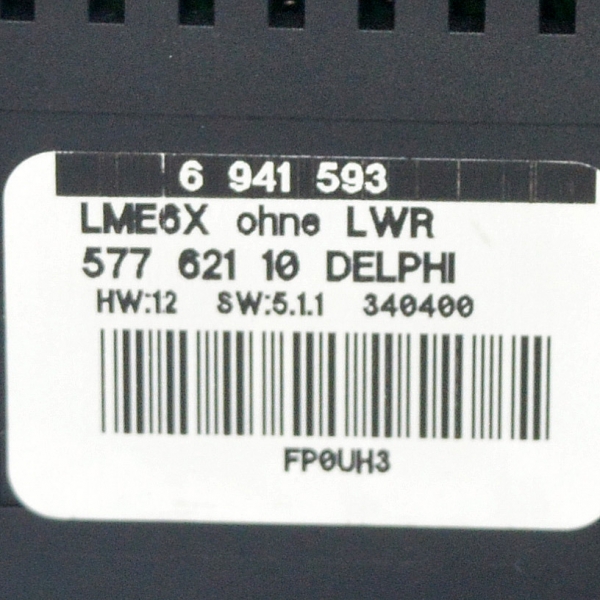 6 941 593
LME6X ohne LWR
577 621 10 DELPHI
HW:12 SW:5.1.1 340400
FP0UH3